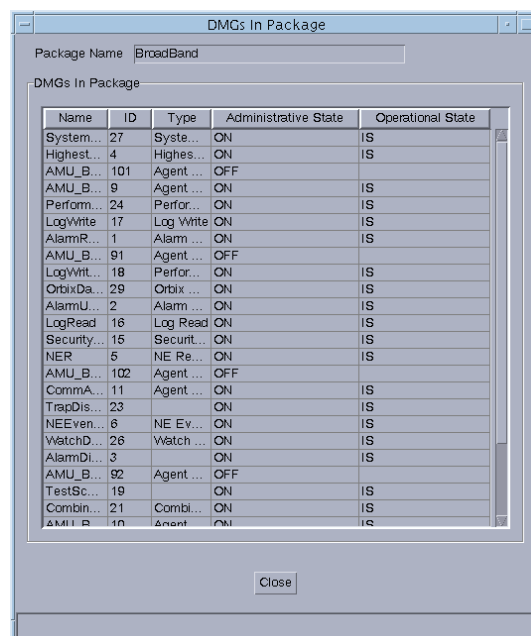 DMGs In Package
Package Name BroadBand
DMGs In Package
Name ID Type Administrative State Operational State
System... 27 Syste... ON IS
Highest... 4 Highes... ON IS
AMU_B... 101 Agent ... OFF
AMU_B... 9 Agent ... ON IS
Perform... 24 Perfor... ON IS
LogWrite 17 Log Write ON IS
AlarmR... 1 Alarm ... ON IS
AMU_B... 91 Agent ... OFF
LogWrit... 18 Perfor... ON IS
OrbixDa... 29 Orbix ... ON IS
AlarmU... 2 Alarm ... ON IS
LogRead 16 Log Read ON IS
Security... 15 Securit... ON IS
NER 5 NE Re... ON IS
AMU_B... 102 Agent ... OFF
CommA... 11 Agent ... ON IS
TrapDis... 23 ON IS
NEEven... 6 NE Ev... ON IS
WatchD... 26 Watch ... ON IS
AlarmDi... 3 ON IS
AMU_B... 92 Agent ... OFF
TestSc... 19 ON IS
Combin... 21 Combi... ON IS
AMU_B... 10 Agent ... ON IS
Close